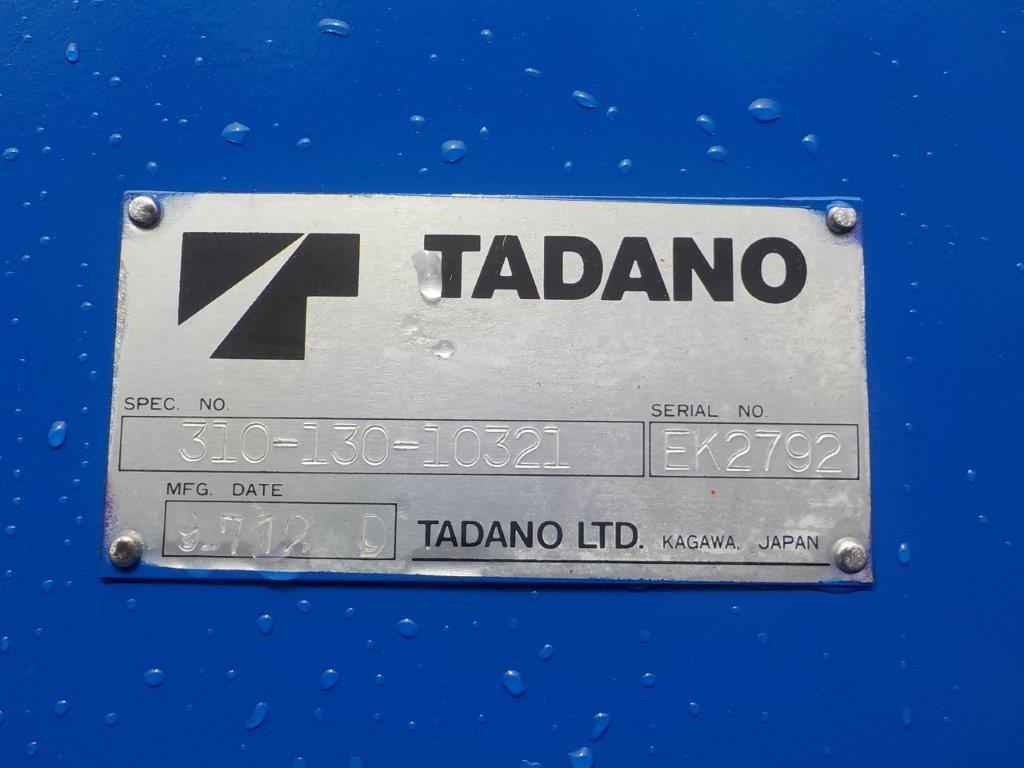 TADANO
SPEC. NO.
310-130-10321
SERIAL NO.
EK2792
MFG. DATE
TADANO LTD. KAGAWA, JAPAN